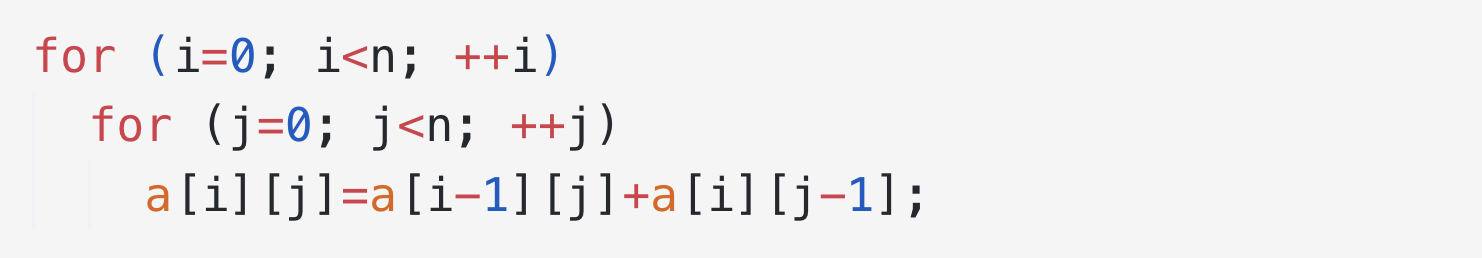 for (i=0; i<n; ++i)
  for (j=0; j<n; ++j)
    a[i][j]=a[i-1][j]+a[i][j-1];